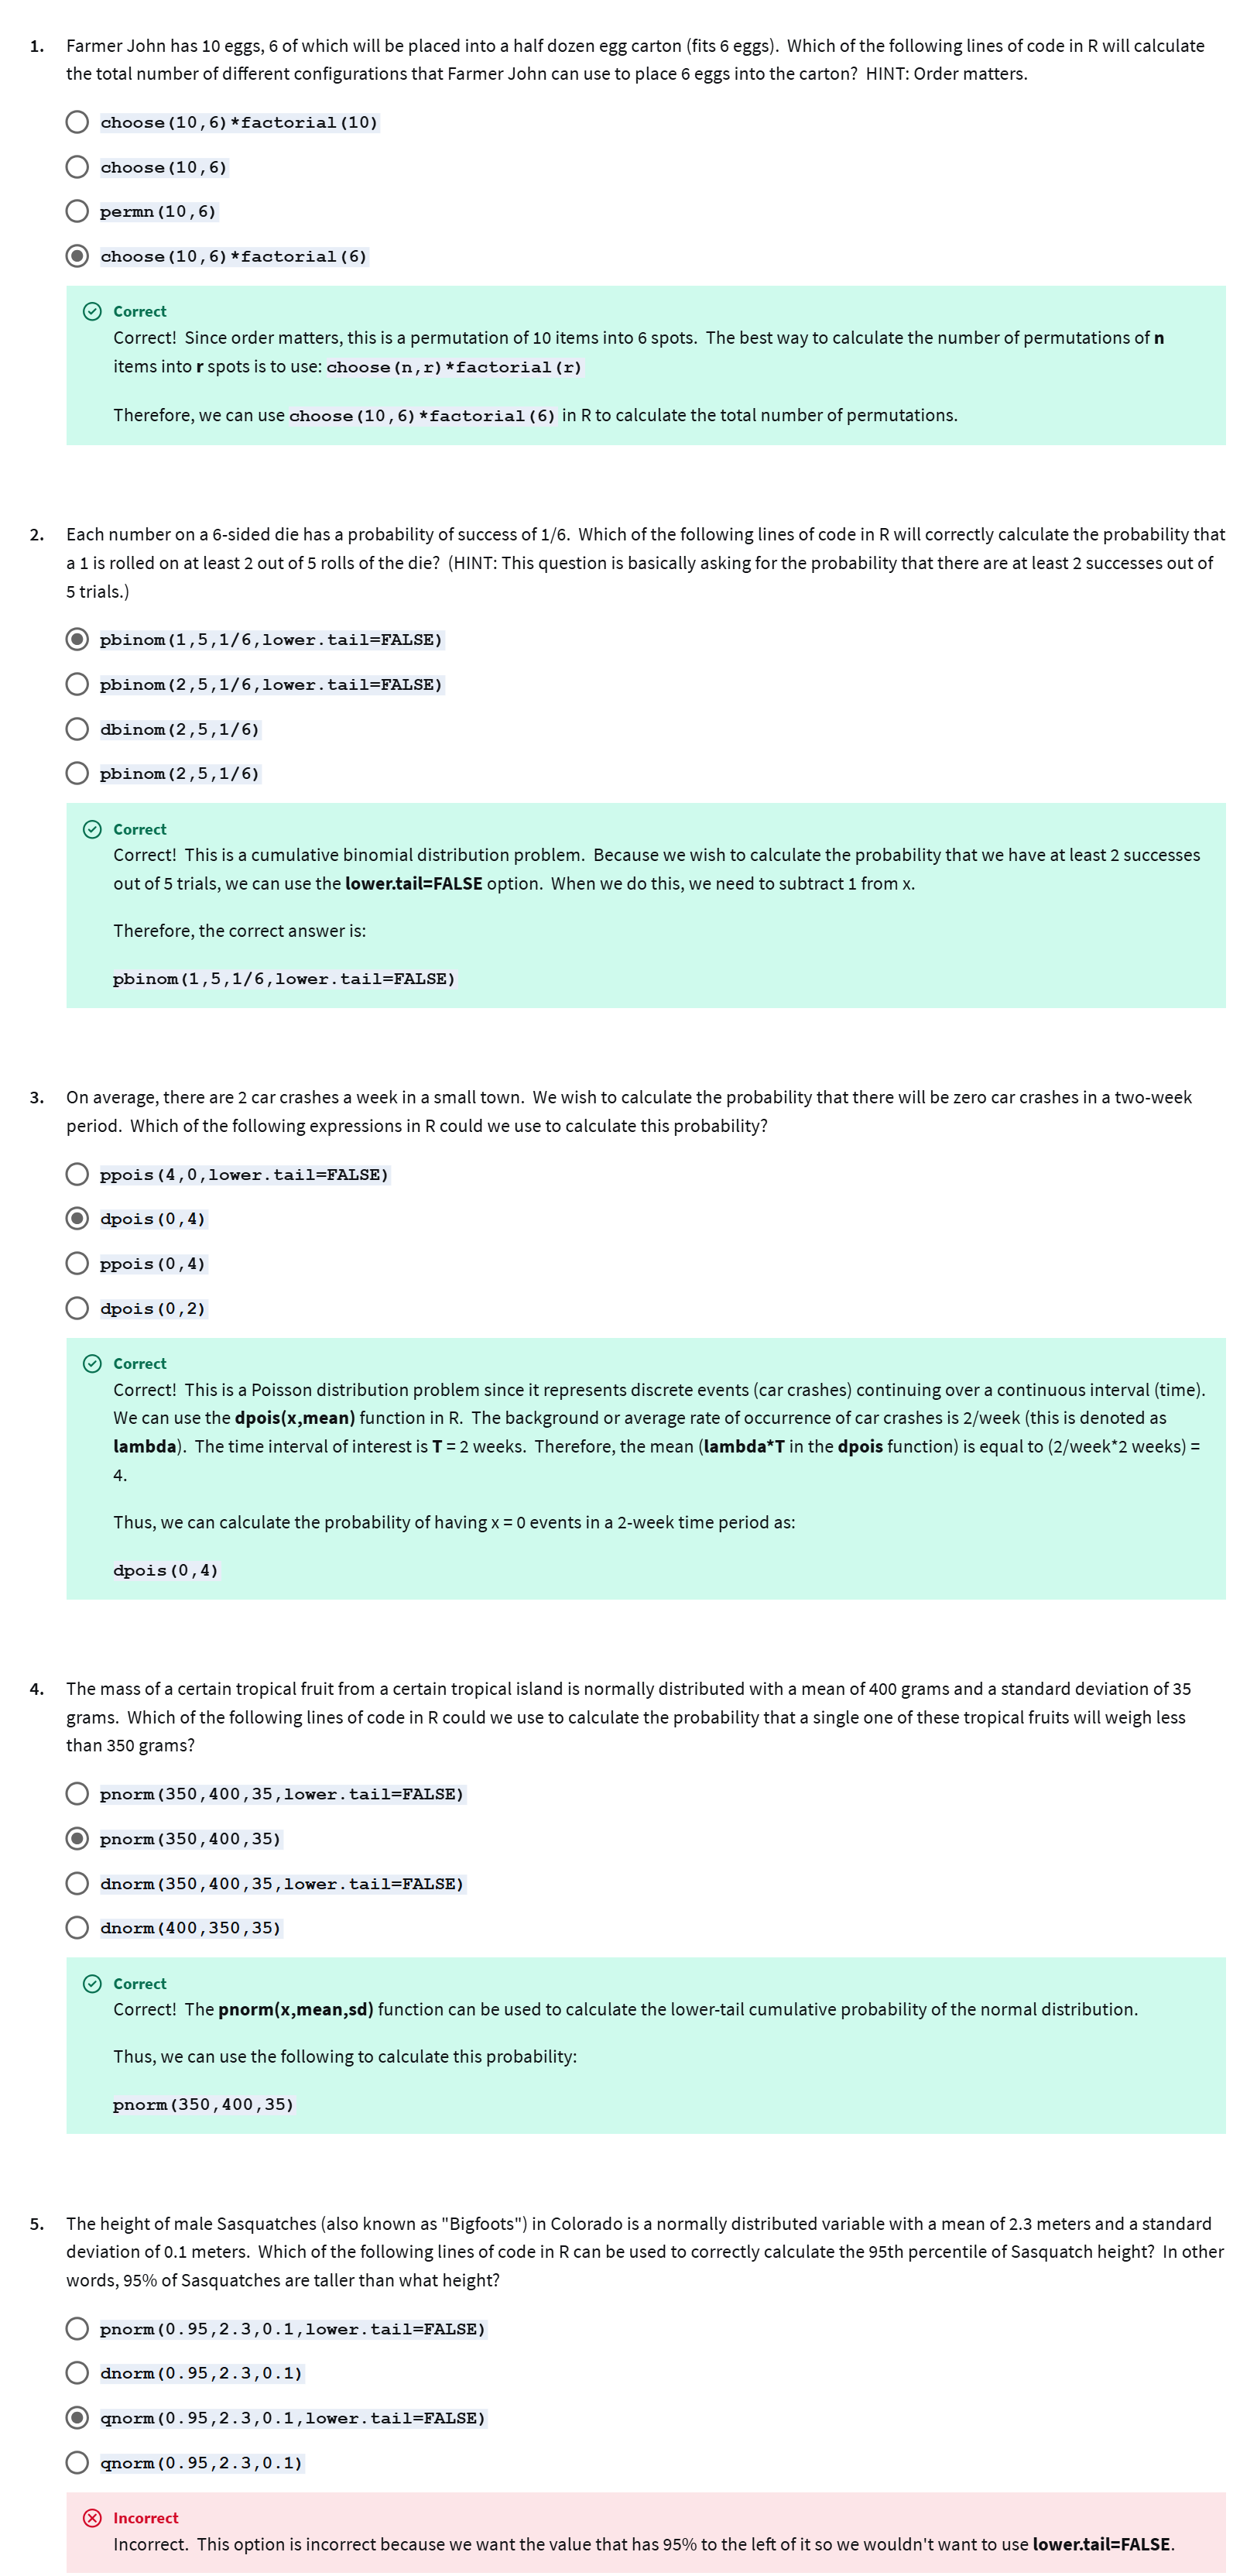 1. Farmer John has 10 eggs, 6 of which will be placed into a half dozen egg carton (fits 6 eggs).  Which of the following lines of code in R will calculate
the total number of different configurations that Farmer John can use to place 6 eggs into the carton?  HINT: Order matters.
choose(10,6)*factorial(10)
choose(10,6)
permn(10,6)
choose(10,6)*factorial(6)
Correct
Correct!  Since order matters, this is a permutation of 10 items into 6 spots.  The best way to calculate the number of permutations of n
items into r spots is to use: choose(n,r)*factorial(r)
Therefore, we can use choose(10,6)*factorial(6) in R to calculate the total number of permutations.
2. Each number on a 6-sided die has a probability of success of 1/6.  Which of the following lines of code in R will correctly calculate the probability that
a 1 is rolled on at least 2 out of 5 rolls of the die?  (HINT: This question is basically asking for the probability that there are at least 2 successes out of
5 trials.)
pbinom(1,5,1/6,lower.tail=FALSE)
pbinom(2,5,1/6,lower.tail=FALSE)
dbinom(2,5,1/6)
pbinom(2,5,1/6)
Correct
Correct!  This is a cumulative binomial distribution problem.  Because we wish to calculate the probability that we have at least 2 successes
out of 5 trials, we can use the lower.tail=FALSE option.  When we do this, we need to subtract 1 from x.
Therefore, the correct answer is:
pbinom(1,5,1/6,lower.tail=FALSE)
3. On average, there are 2 car crashes a week in a small town.  We wish to calculate the probability that there will be zero car crashes in a two-week
period.  Which of the following expressions in R could we use to calculate this probability?
ppois(4,0,lower.tail=FALSE)
dpois(0,4)
ppois(0,4)
dpois(0,2)
Correct
Correct!  This is a Poisson distribution problem since it represents discrete events (car crashes) continuing over a continuous interval (time).
We can use the dpois(x,mean) function in R.  The background or average rate of occurrence of car crashes is 2/week (this is denoted as
lambda).  The time interval of interest is T = 2 weeks.  Therefore, the mean (lambda*T in the dpois function) is equal to (2/week*2 weeks) =
4.
Thus, we can calculate the probability of having x = 0 events in a 2-week time period as:
dpois(0,4)
4. The mass of a certain tropical fruit from a certain tropical island is normally distributed with a mean of 400 grams and a standard deviation of 35
grams.  Which of the following lines of code in R could we use to calculate the probability that a single one of these tropical fruits will weigh less
than 350 grams?
pnorm(350,400,35,lower.tail=FALSE)
pnorm(350,400,35)
dnorm(350,400,35,lower.tail=FALSE)
dnorm(400,350,35)
Correct
Correct!  The pnorm(x,mean,sd) function can be used to calculate the lower-tail cumulative probability of the normal distribution.
Thus, we can use the following to calculate this probability:
pnorm(350,400,35)
5. The height of male Sasquatches (also known as "Bigfoots") in Colorado is a normally distributed variable with a mean of 2.3 meters and a standard
deviation of 0.1 meters.  Which of the following lines of code in R can be used to correctly calculate the 95th percentile of Sasquatch height?  In other
words, 95% of Sasquatches are taller than what height?
pnorm(0.95,2.3,0.1,lower.tail=FALSE)
dnorm(0.95,2.3,0.1)
qnorm(0.95,2.3,0.1,lower.tail=FALSE)
qnorm(0.95,2.3,0.1)
Incorrect
Incorrect.  This option is incorrect because we want the value that has 95% to the left of it so we wouldn't want to use lower.tail=FALSE.